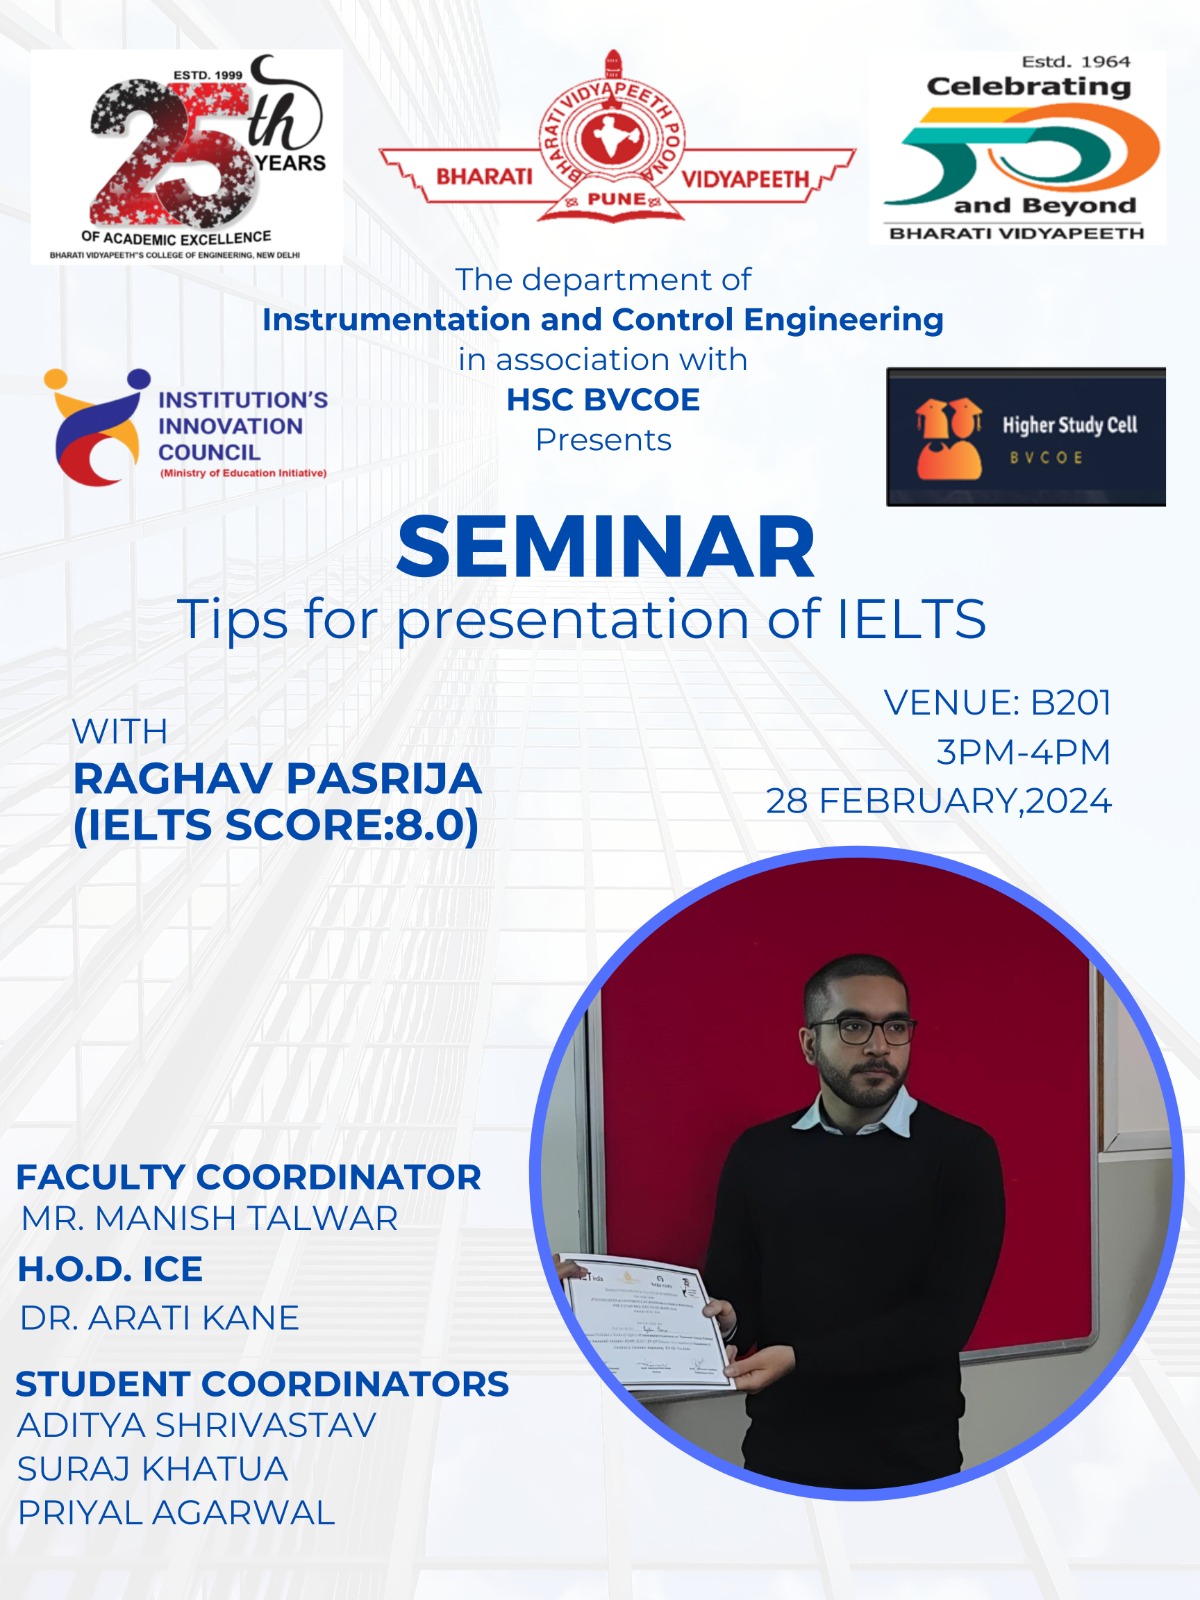 ESTD. 1999
25th
YEARS
OF ACADEMIC EXCELLENCE
BHARATI VIDYAPEETH"S COLLEGE OF ENGINEERING, NEW DELHI
BHARATI VIDYAPEETH POONA
BHARATI
VIDYAPEETH
PUNE
Estd. 1964
Celebrating
50
and Beyond
BHARATI VIDYAPEETH
The department of
Instrumentation and Control Engineering
in association with
HSC BVCOE
Presents
INSTITUTION'S
INNOVATION
COUNCIL
(Ministry of Education Initiative)
Higher Study Cell
BVCOE
SEMINAR
Tips for presentation of IELTS
WITH
RAGHAV PASRIJA
(IELTS SCORE:8.0)
VENUE: B201
3PM-4PM
28 FEBRUARY,2024
FACULTY COORDINATOR
MR. MANISH TALWAR
H.O.D. ICE
DR. ARATI KANE
STUDENT COORDINATORS
ADITYA SHRIVASTAV
SURAJ KHATUA
PRIYAL AGARWAL